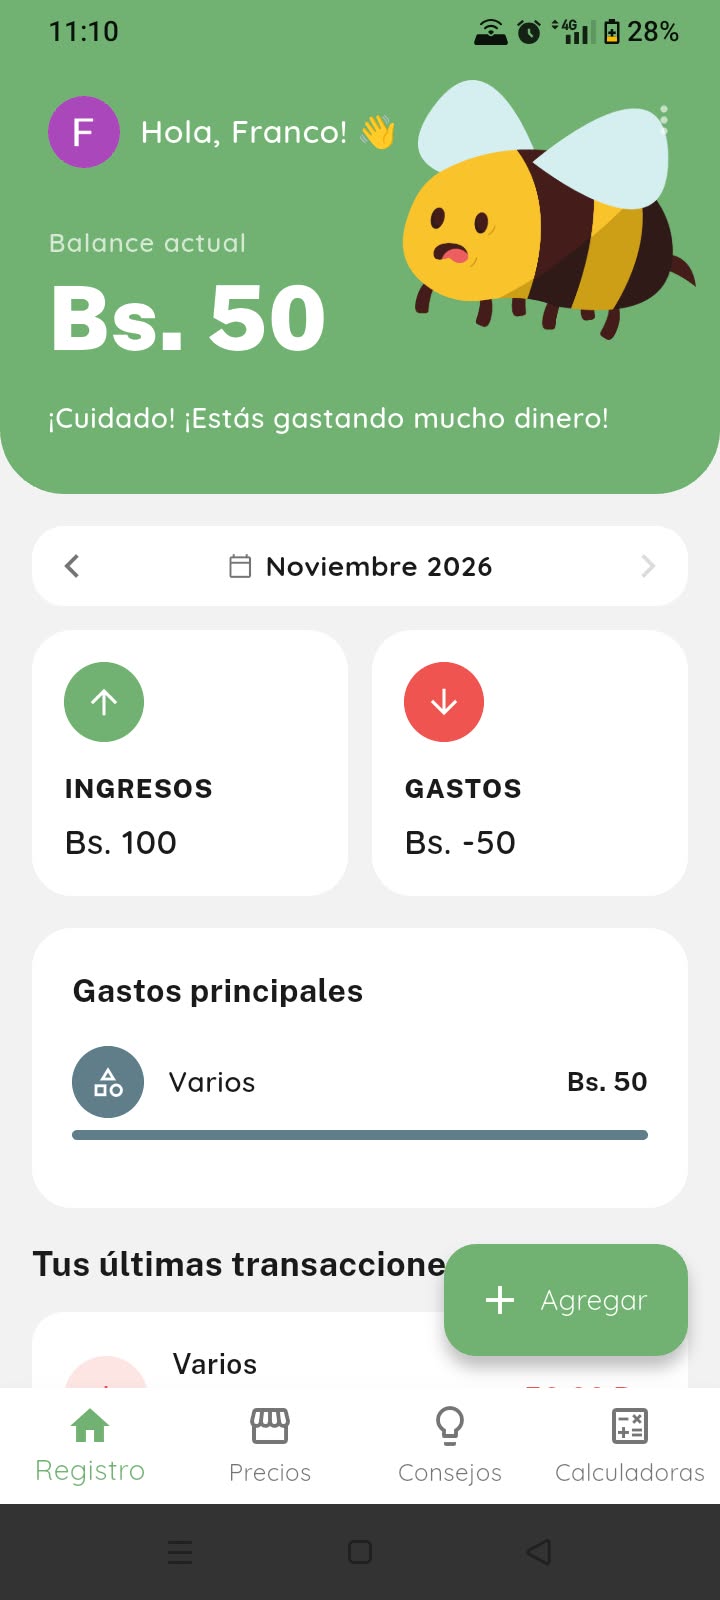 11:10
4G
28%
F
Hola, Franco! 👋
Balance actual
Bs. 50
¡Cuidado! ¡Estás gastando mucho dinero!
Noviembre 2026
INGRESOS
Bs. 100
GASTOS
Bs. -50
Gastos principales
Varios
Bs. 50
Tus últimas transaccione
Agregar
Varios
Registro
Precios
Consejos
Calculadoras